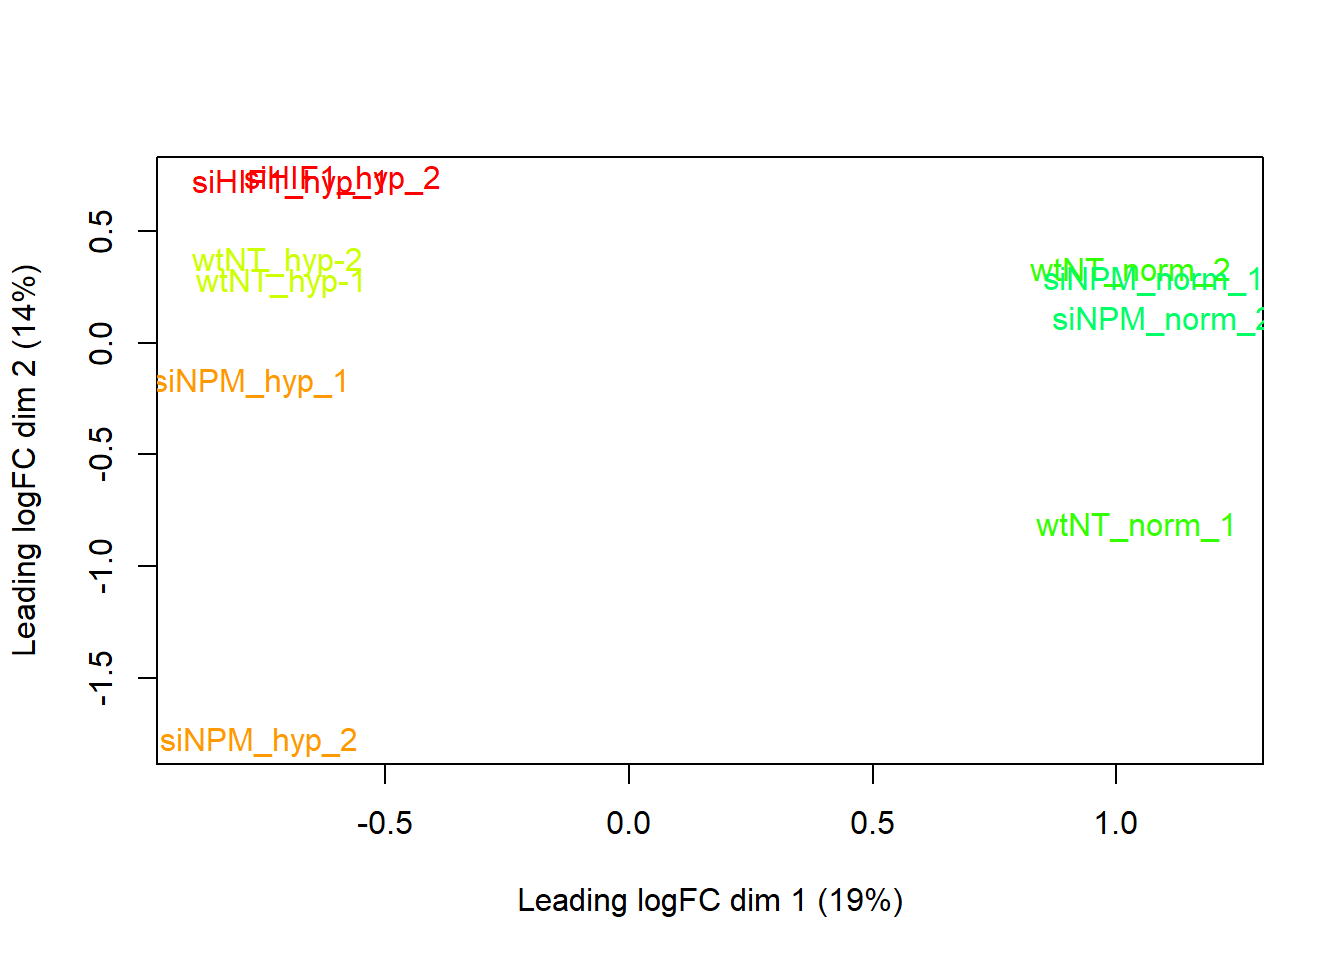 siHIF1_hyp_1
siHIF1_hyp_2
wtNT_hyp-2
wtNT_hyp-1
wtNT_norm_2
siNPM_norm_1
siNPM_norm_2
siNPM_hyp_1
wtNT_norm_1
siNPM_hyp_2
0.5
0.0
-0.5
-1.0
-1.5
Leading logFC dim 2 (14%)
-0.5 0.0 0.5 1.0
Leading logFC dim 1 (19%)